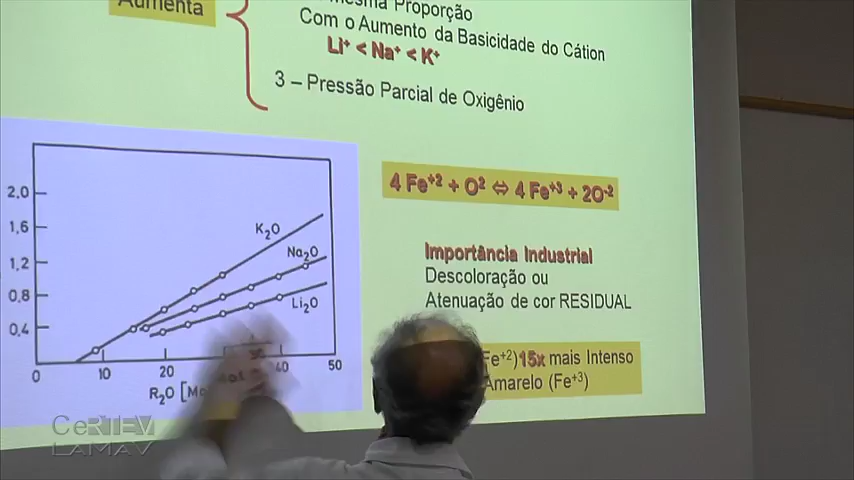 Aumenta
Mesma Proporção
Com o Aumento da Basicidade do Cátion
Li+ < Na+ < K+
3 – Pressão Parcial de Oxigênio
4 Fe+2 + O2 ⇔ 4 Fe+3 + 2O-2
Importância Industrial
Descoloração ou
Atenuação de cor RESIDUAL
Fe+2) 15x mais Intenso
Amarelo (Fe+3)
2,0
1,6
1,2
0,8
0,4
K2O
Na2O
Li2O
0 10 20 40 50
R2O [Mo
CeRTEV
LaMaV